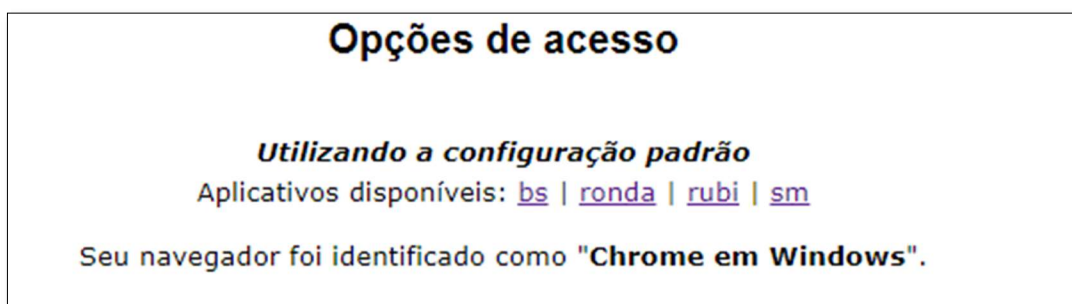 Opções de acesso
Utilizando a configuração padrão
Aplicativos disponíveis: bs | ronda | rubi | sm
Seu navegador foi identificado como "Chrome em Windows".